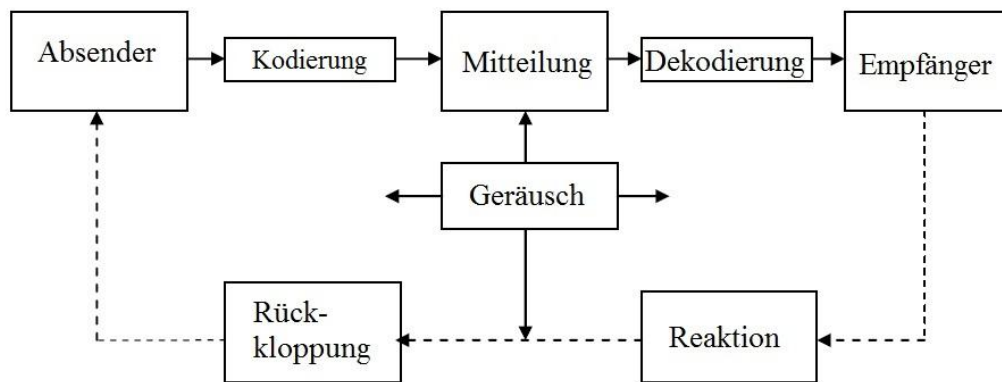 Absender
Kodierung
Mitteilung
Dekodierung
Empfänger
Geräusch
Rück-
kloppung
Reaktion